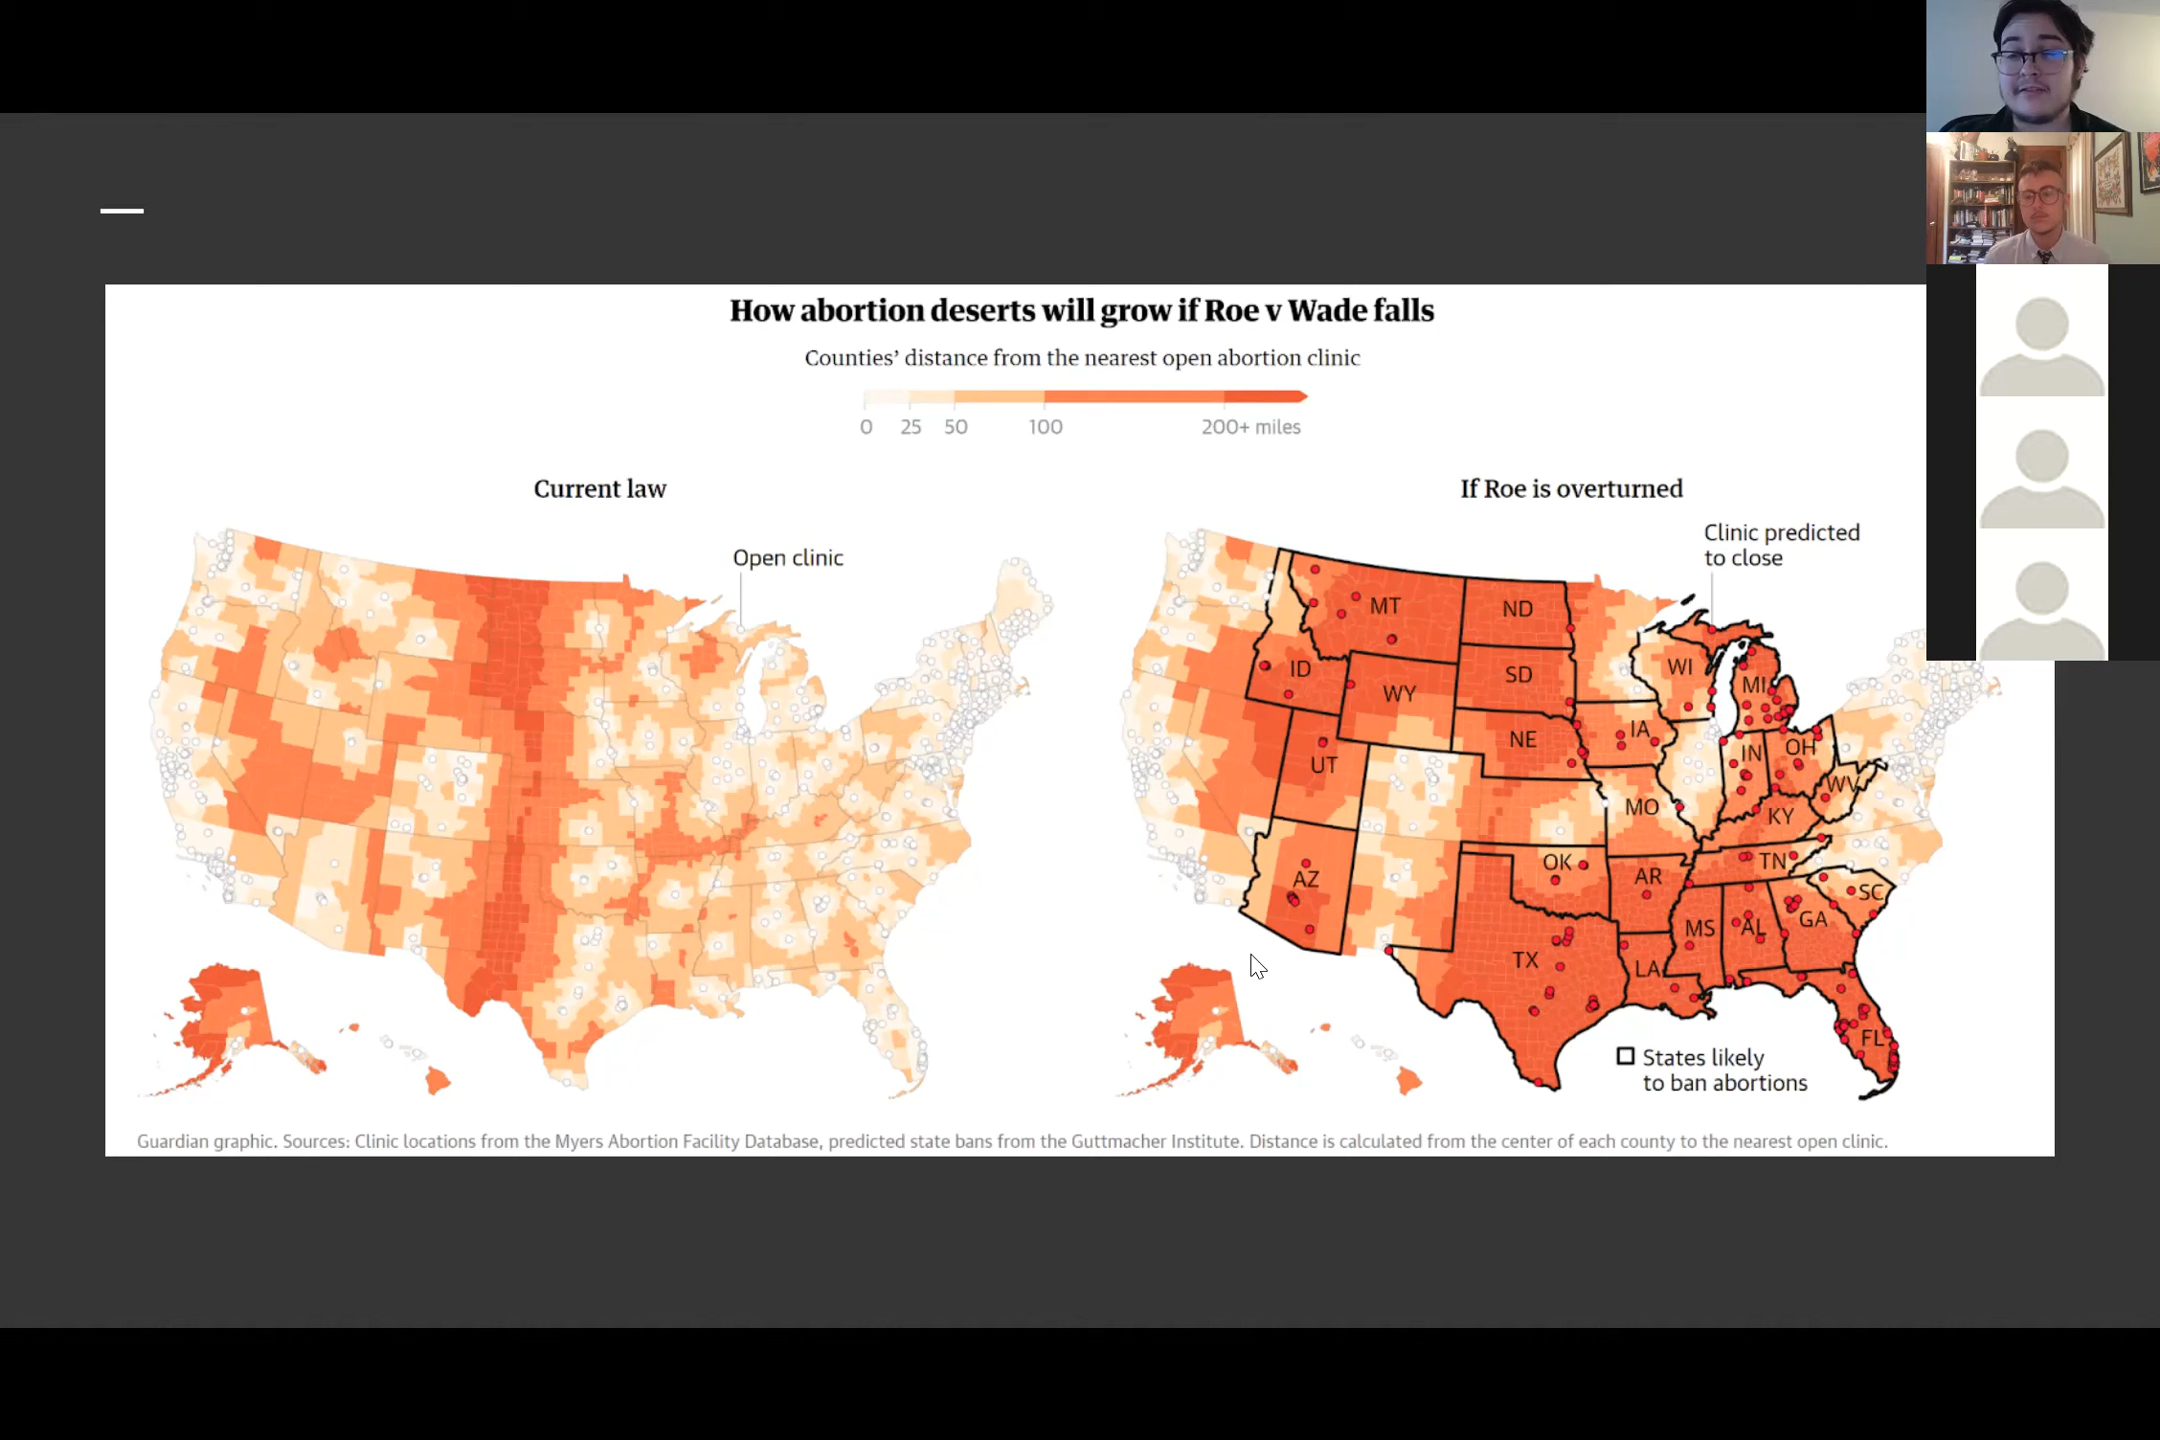 How abortion deserts will grow if Roe v Wade falls
Counties' distance from the nearest open abortion clinic
0 25 50 100 200+ miles
Current law
If Roe is overturned
Open clinic
Clinic predicted
to close
MT
ND
ID
SD
WI
MI
WY
NE
IA
UT
IN
OH
WV
MO
KY
OK
TN
AZ
AR
SC
MS
AL
GA
TX
LA
FL
States likely
to ban abortions
Guardian graphic. Sources: Clinic locations from the Myers Abortion Facility Database, predicted state bans from the Guttmacher Institute. Distance is calculated from the center of each county to the nearest open clinic.